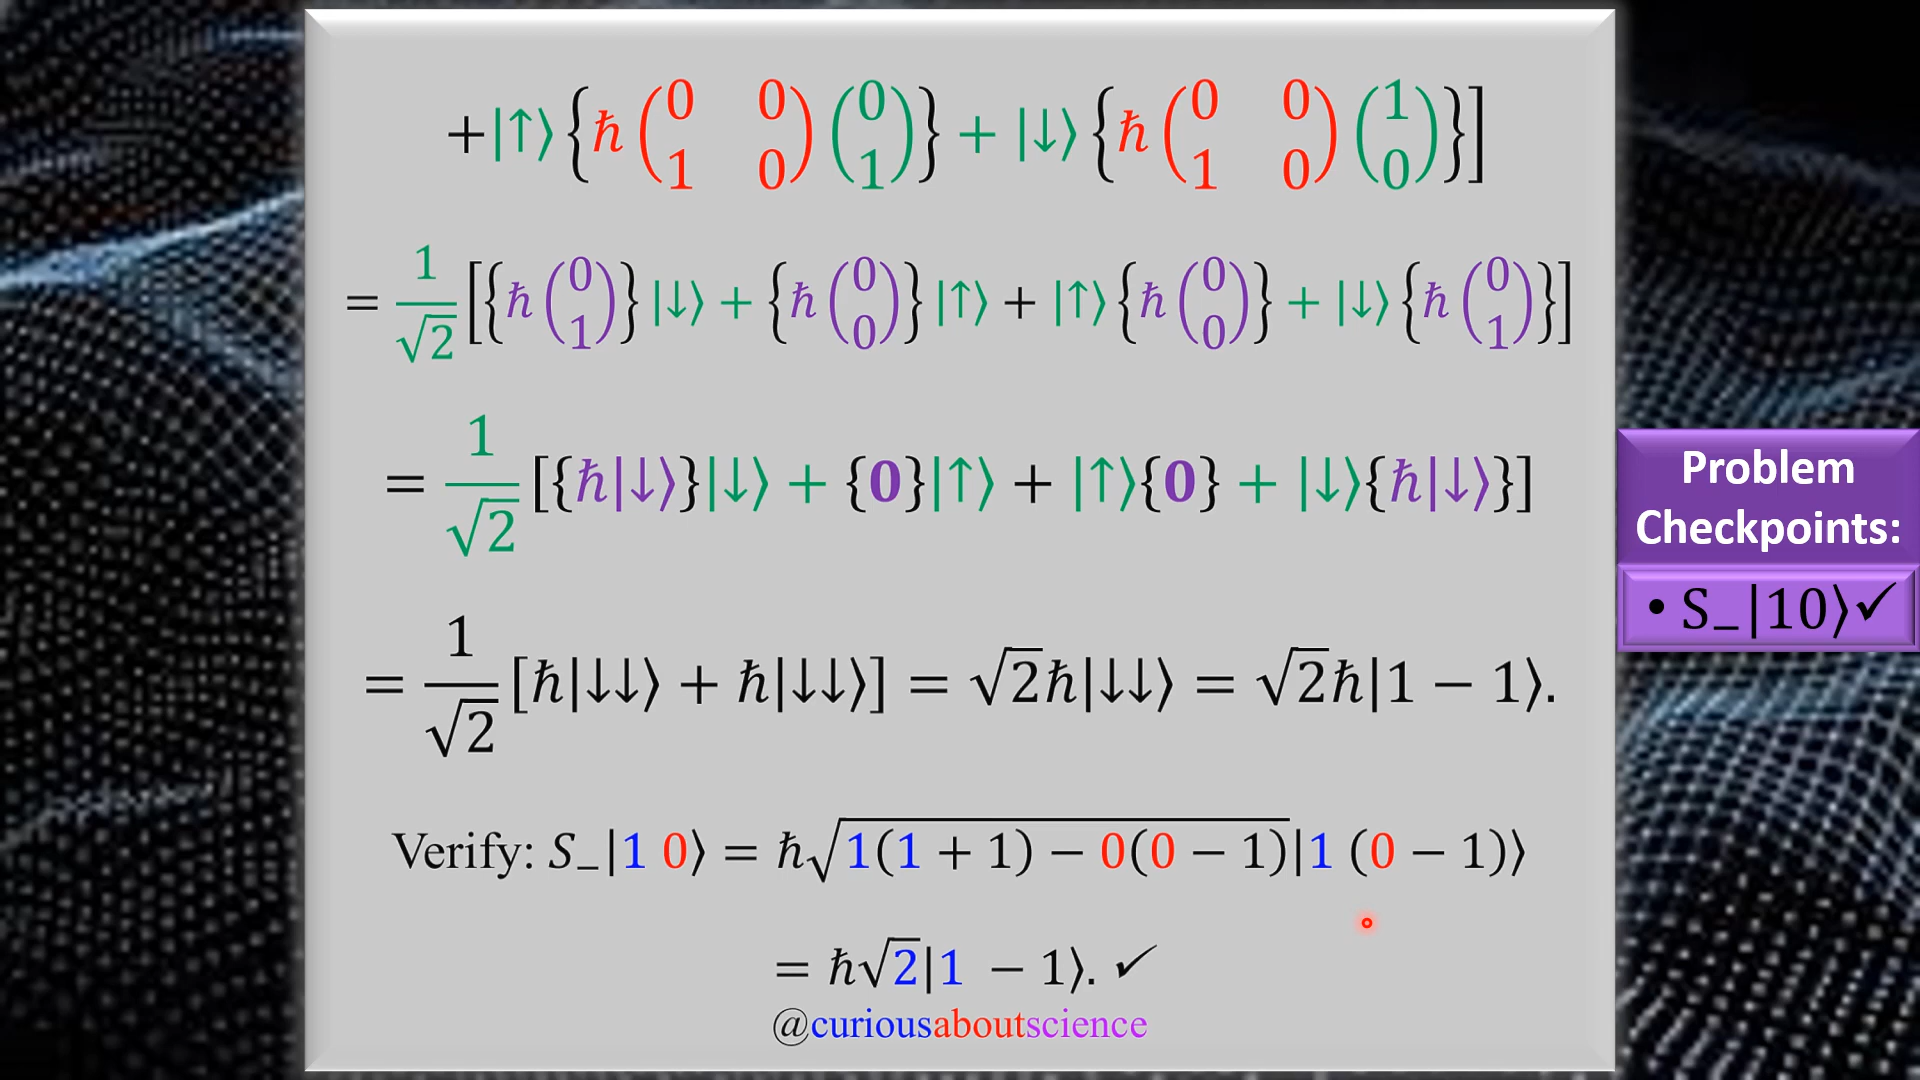 +|↑⟩{ħ(0 0; 1 0)(0; 1)} + |↓⟩{ħ(0 0; 1 0)(1; 0)}]
= 1/√2 [{ħ(0; 1)}|↓⟩ + {ħ(0; 0)}|↑⟩ + |↑⟩{ħ(0; 0)} + |↓⟩{ħ(0; 1)}]
= 1/√2 [{ħ|↓⟩}|↓⟩ + {0}|↑⟩ + |↑⟩{0} + |↓⟩{ħ|↓⟩}]
= 1/√2 [ħ|↓↓⟩ + ħ|↓↓⟩] = √2ħ|↓↓⟩ = √2ħ|1 − 1⟩.
Verify: S₋|1 0⟩ = ħ√(1(1 + 1) − 0(0 − 1))|1 (0 − 1)⟩
= ħ√2|1 − 1⟩. ✓
@curiousaboutscience
Problem
Checkpoints:
• S₋|10⟩✓